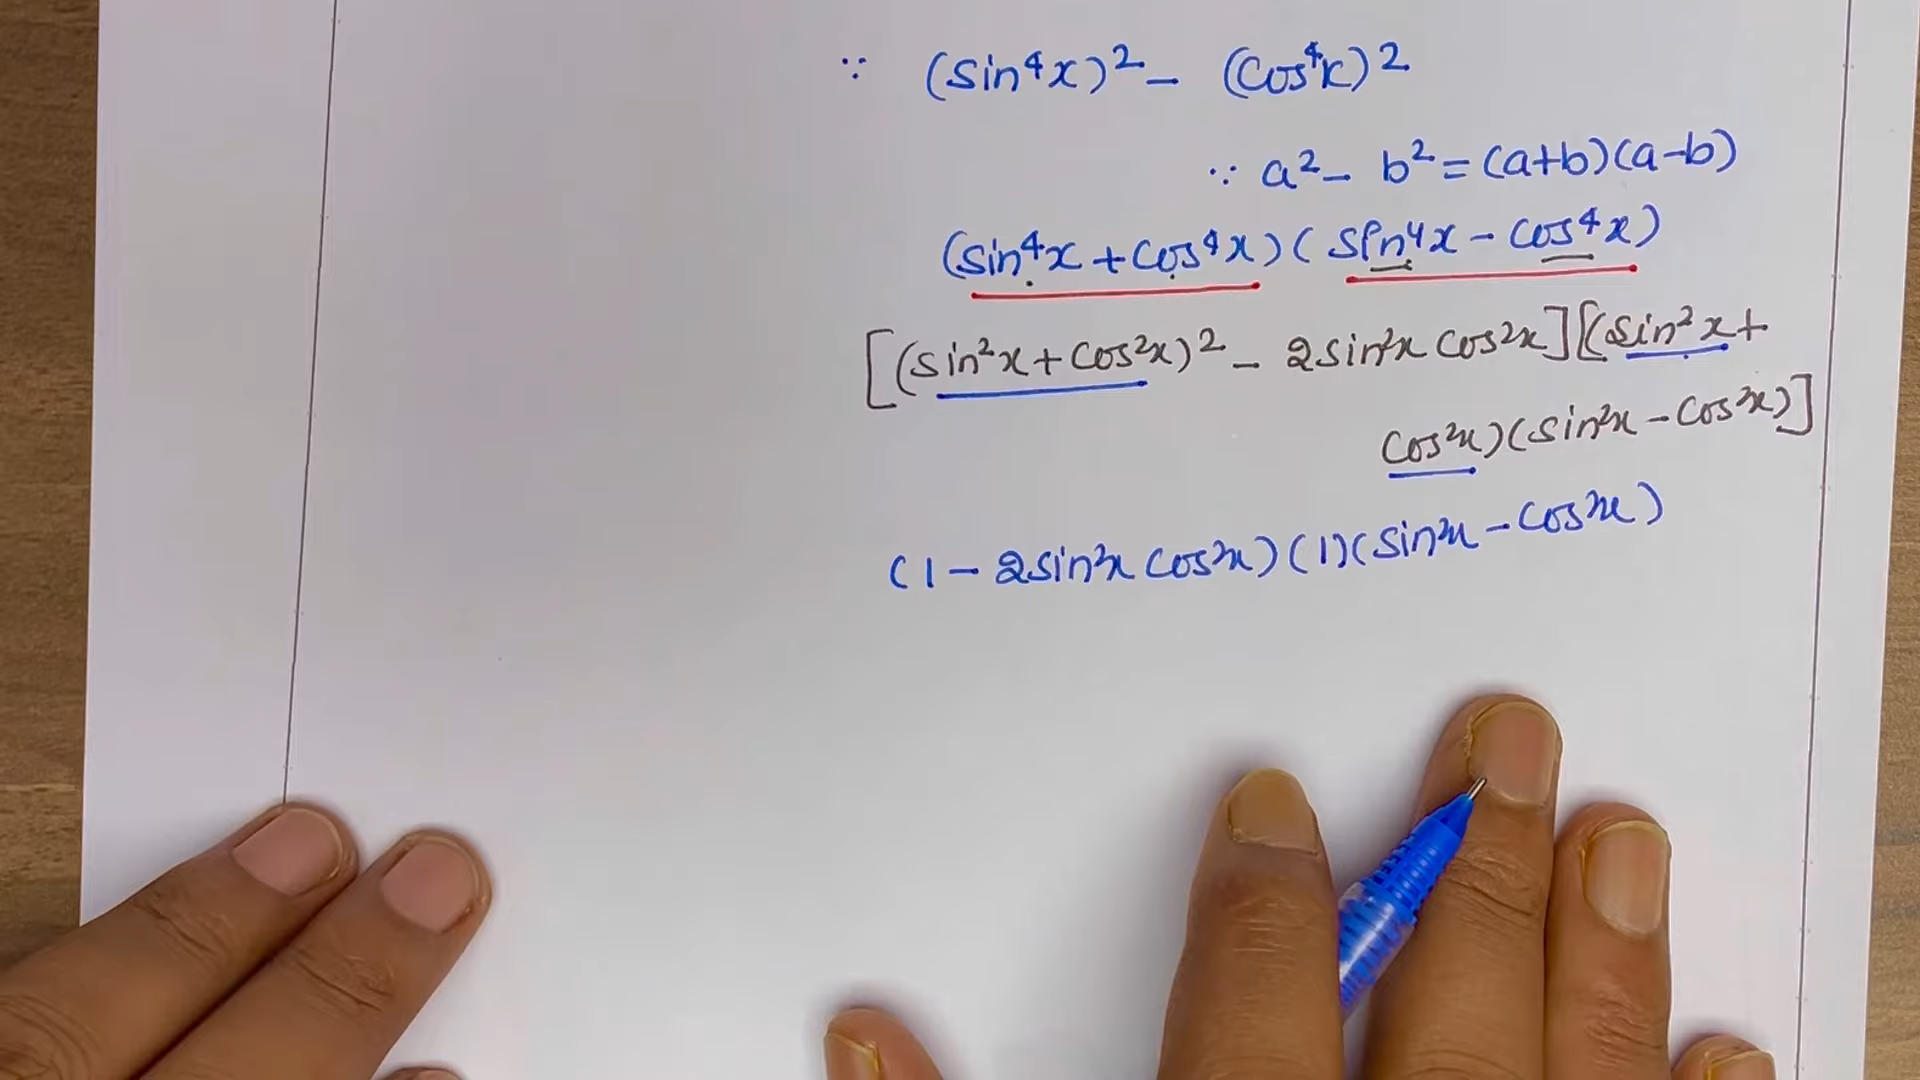 ∵ (sin⁴x)² - (cos⁴x)²
∵ a² - b² = (a+b)(a-b)
(sin⁴x + cos⁴x)(sin⁴x - cos⁴x)
[(sin²x + cos²x)² - 2sin²x cos²x][(sin²x +
cos²x)(sin²x - cos²x)]
(1 - 2sin²x cos²x)(1)(sin²x - cos²x)